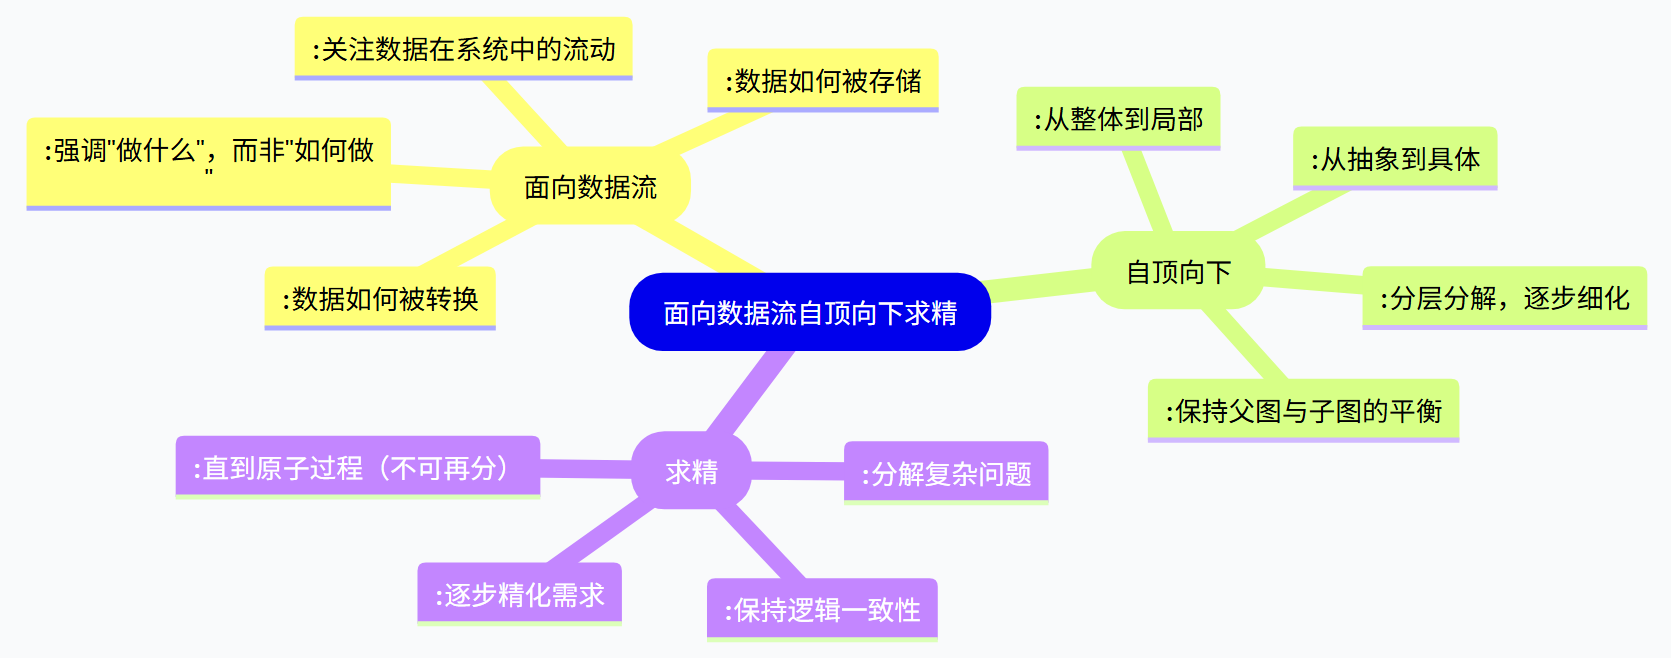 :关注数据在系统中的流动
:数据如何被存储
:强调"做什么"，而非"如何做
"
面向数据流
:数据如何被转换
:从整体到局部
:从抽象到具体
自顶向下
:分层分解，逐步细化
:保持父图与子图的平衡
面向数据流自顶向下求精
:直到原子过程（不可再分）
求精
:分解复杂问题
:逐步精化需求
:保持逻辑一致性